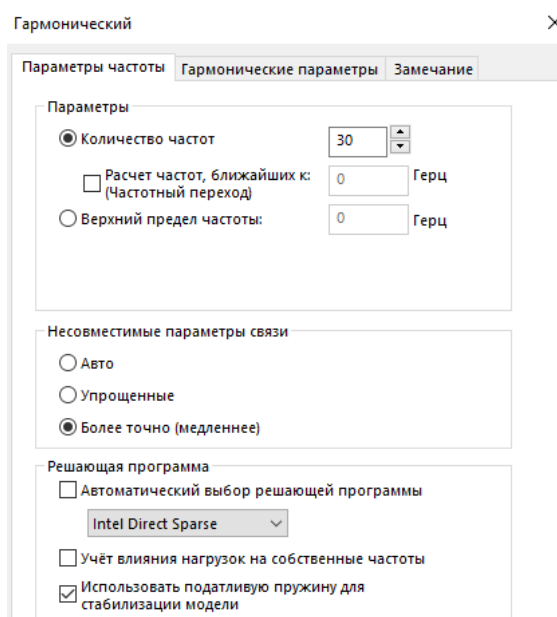 Гармонический
Параметры частоты Гармонические параметры Замечание
Параметры
Количество частот 30
Расчет частот, ближайших к: 0 Герц
(Частотный переход)
Верхний предел частоты: 0 Герц
Несовместимые параметры связи
Авто
Упрощенные
Более точно (медленнее)
Решающая программа
Автоматический выбор решающей программы
Intel Direct Sparse
Учёт влияния нагрузок на собственные частоты
Использовать податливую пружину для
стабилизации модели